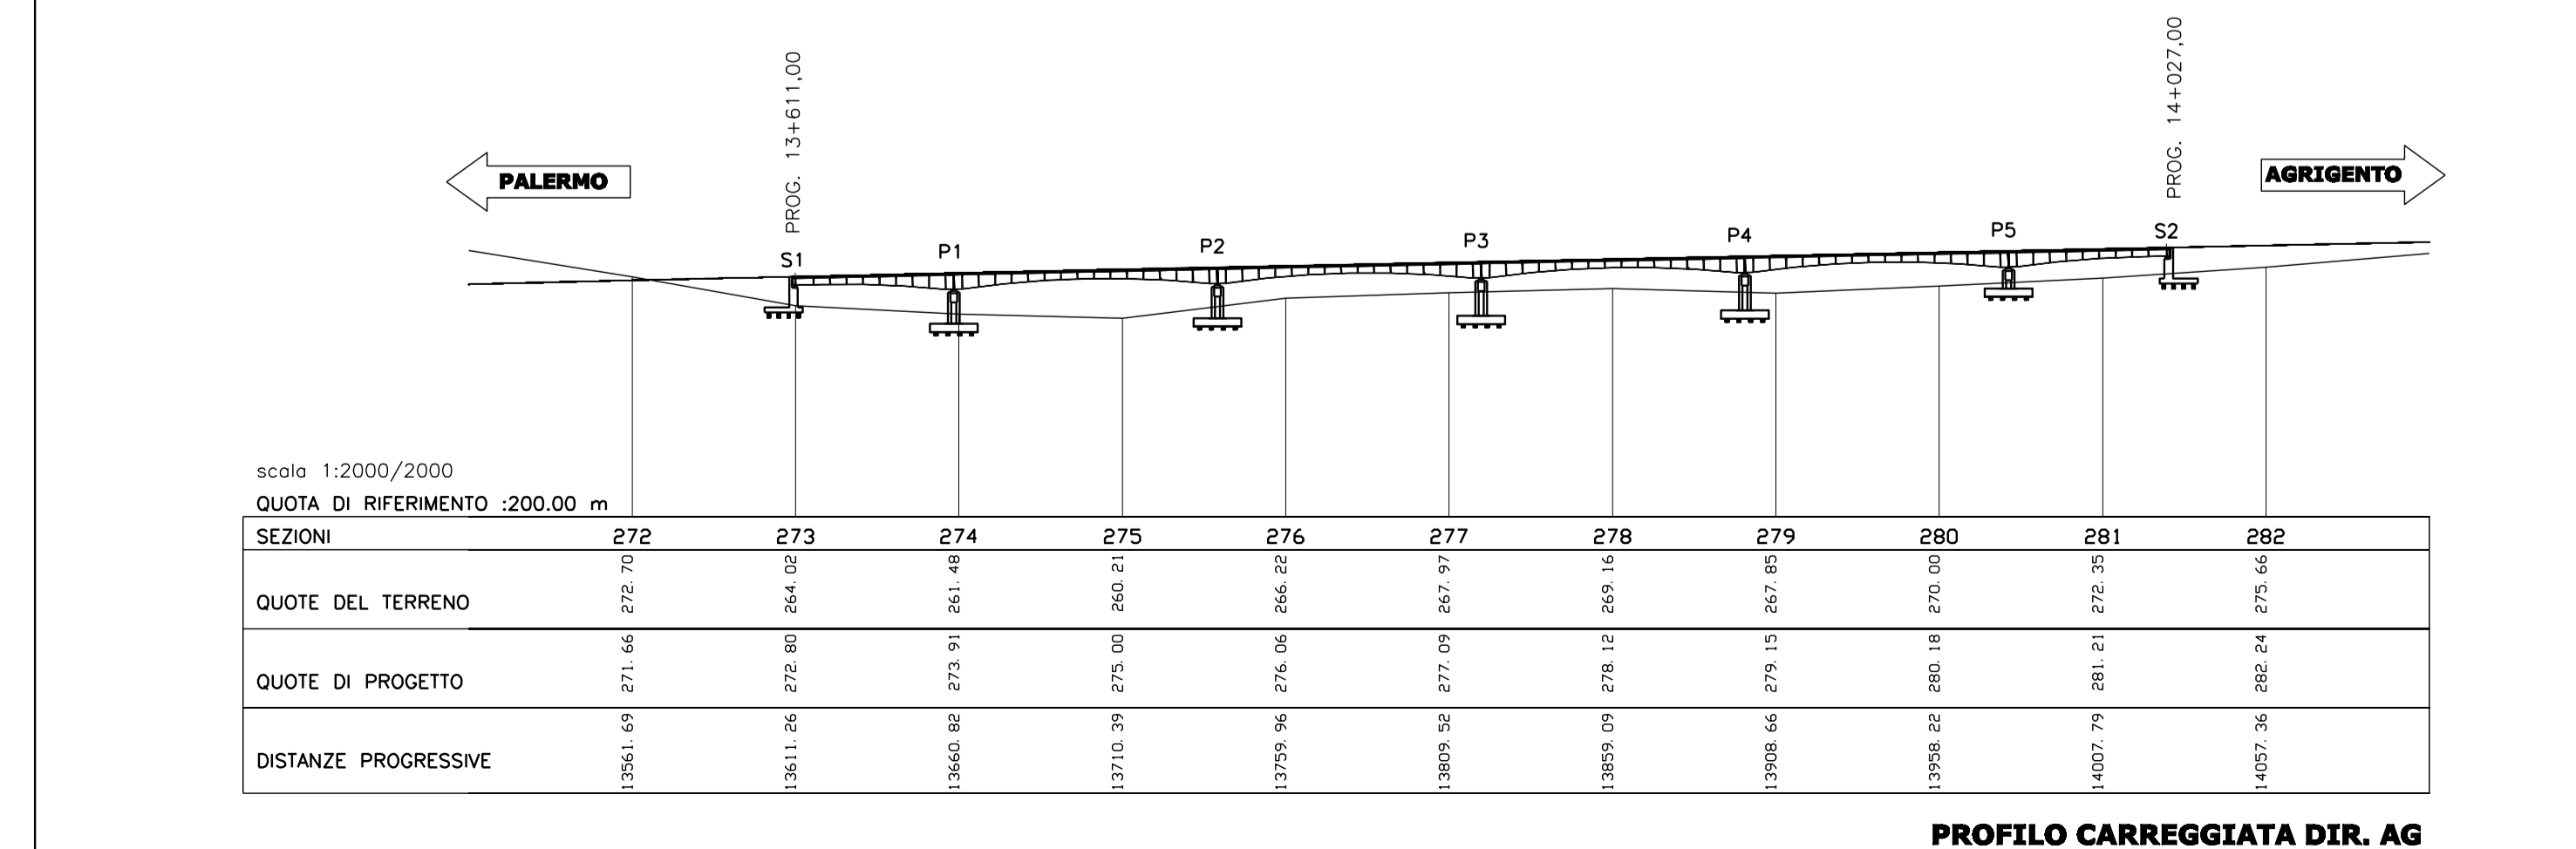 PROG. 13+611,00
PROG. 14+027,00
PALERMO
AGRIGENTO
S1 P1 P2 P3 P4 P5 S2
scala 1:2000/2000
QUOTA DI RIFERIMENTO :200.00 m
SEZIONI 272 273 274 275 276 277 278 279 280 281 282
QUOTE DEL TERRENO 272. 70 264. 02 261. 48 260. 21 266. 22 267. 97 269. 16 267. 85 270. 00 272. 35 275. 66
QUOTE DI PROGETTO 271. 66 272. 80 273. 91 275. 00 276. 06 277. 09 278. 12 279. 15 280. 18 281. 21 282. 24
DISTANZE PROGRESSIVE 13561. 69 13611. 26 13660. 82 13710. 39 13759. 96 13809. 52 13859. 09 13908. 66 13958. 22 14007. 79 14057. 36
PROFILO CARREGGIATA DIR. AG